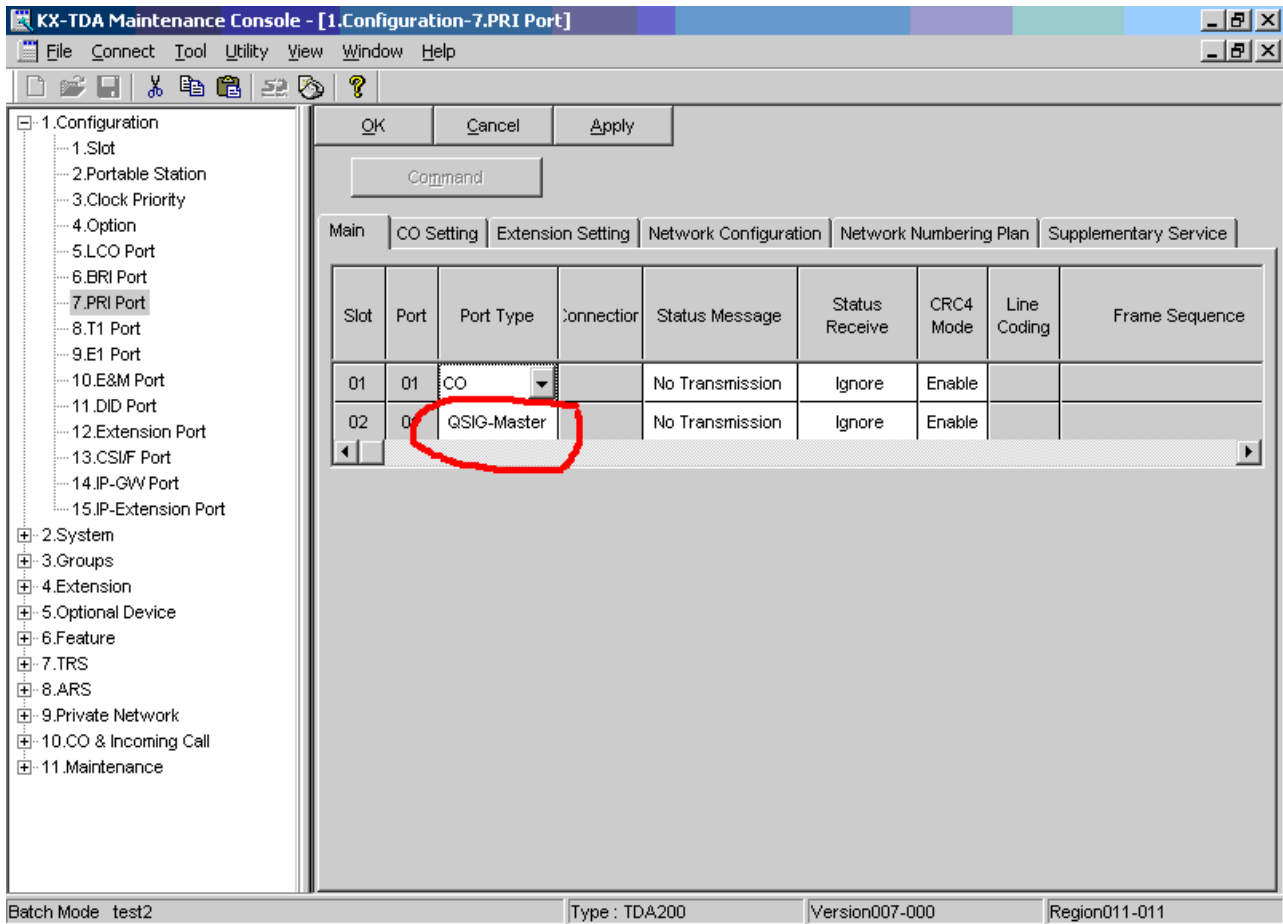 KX-TDA Maintenance Console - [1.Configuration-7.PRI Port]
File Connect Tool Utility View Window Help
1.Configuration
1.Slot
2.Portable Station
3.Clock Priority
4.Option
5.LCO Port
6.BRI Port
7.PRI Port
8.T1 Port
9.E1 Port
10.E&M Port
11.DID Port
12.Extension Port
13.CSI/F Port
14.IP-GW Port
15.IP-Extension Port
2.System
3.Groups
4.Extension
5.Optional Device
6.Feature
7.TRS
8.ARS
9.Private Network
10.CO & Incoming Call
11.Maintenance
OK Cancel Apply
Command
Main CO Setting Extension Setting Network Configuration Network Numbering Plan Supplementary Service
Slot Port Port Type Connection Status Message Status Receive CRC4 Mode Line Coding Frame Sequence
01 01 CO No Transmission Ignore Enable
02 QSIG-Master No Transmission Ignore Enable
Batch Mode test2 Type : TDA200 Version007-000 Region011-011